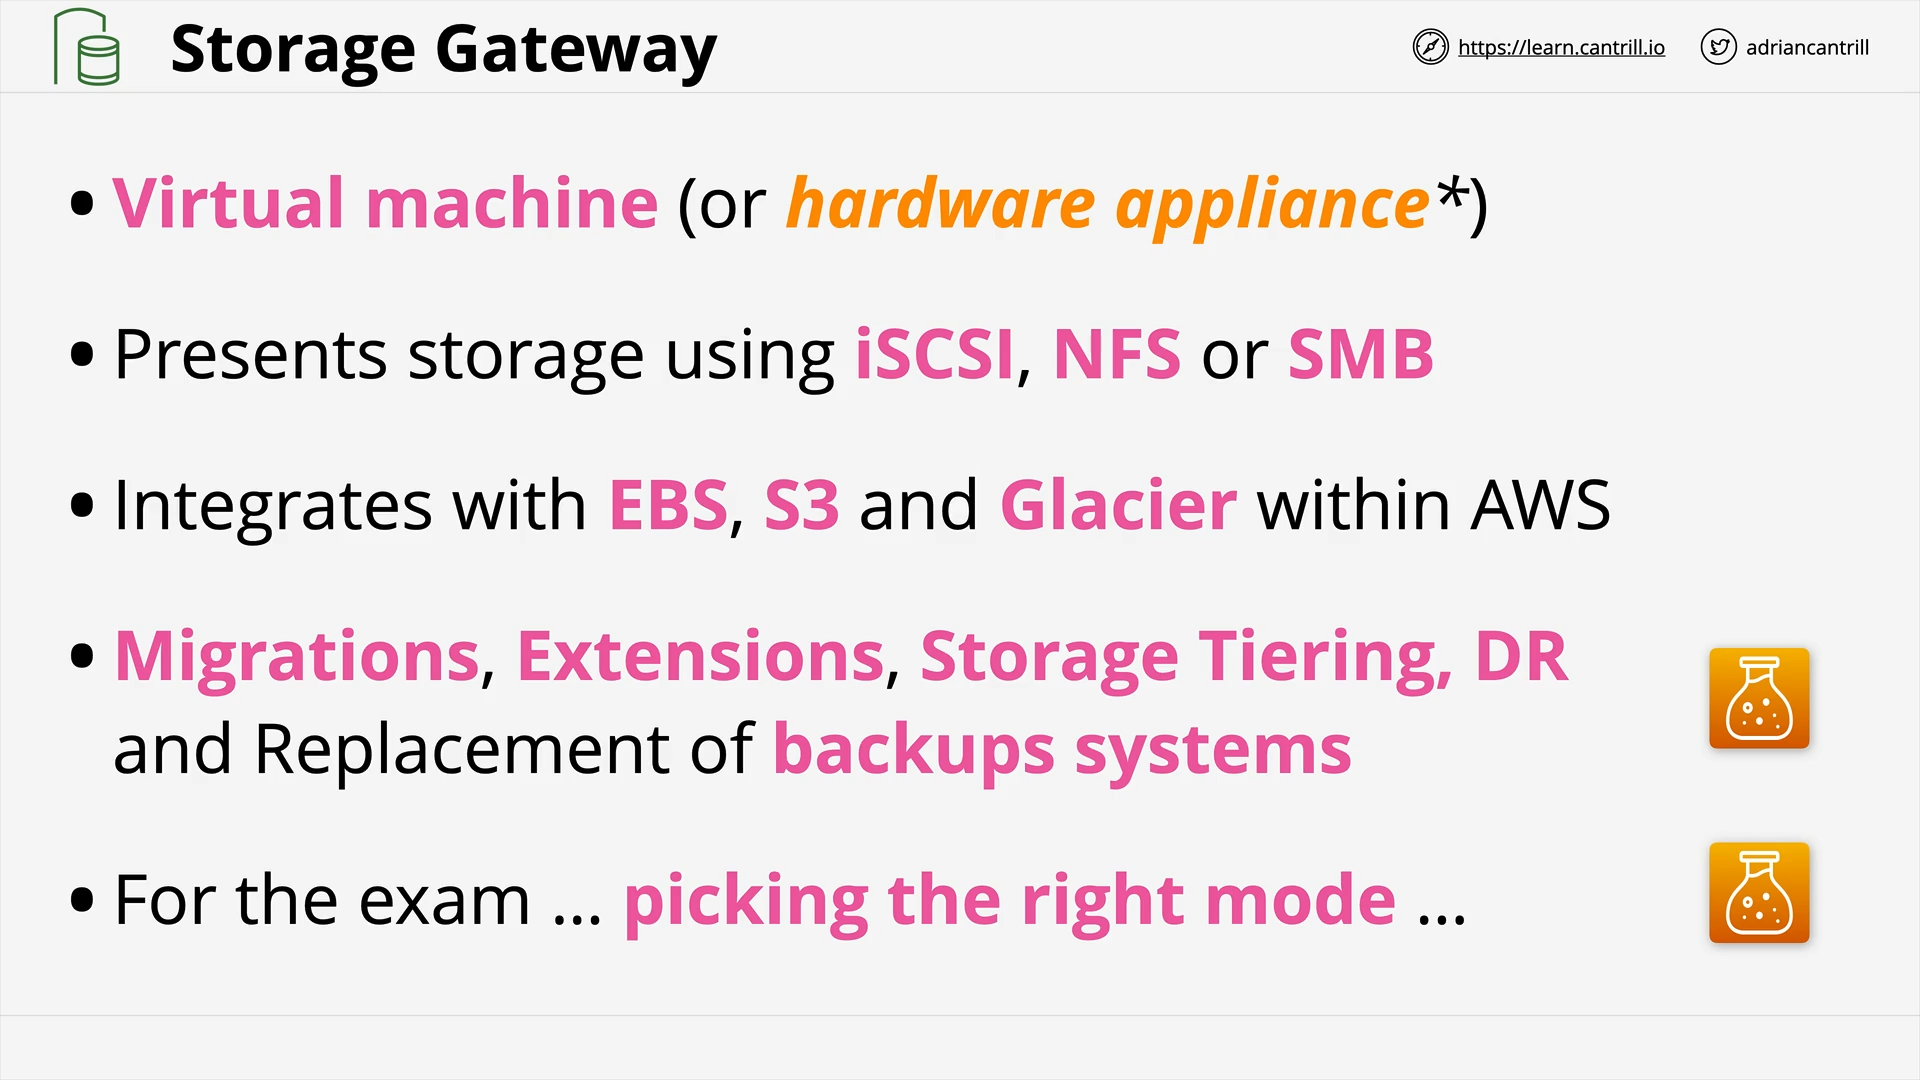 Storage Gateway
https://learn.cantrill.io
adriancantrill
• Virtual machine (or hardware appliance*)
• Presents storage using iSCSI, NFS or SMB
• Integrates with EBS, S3 and Glacier within AWS
• Migrations, Extensions, Storage Tiering, DR
and Replacement of backups systems
• For the exam ... picking the right mode ...